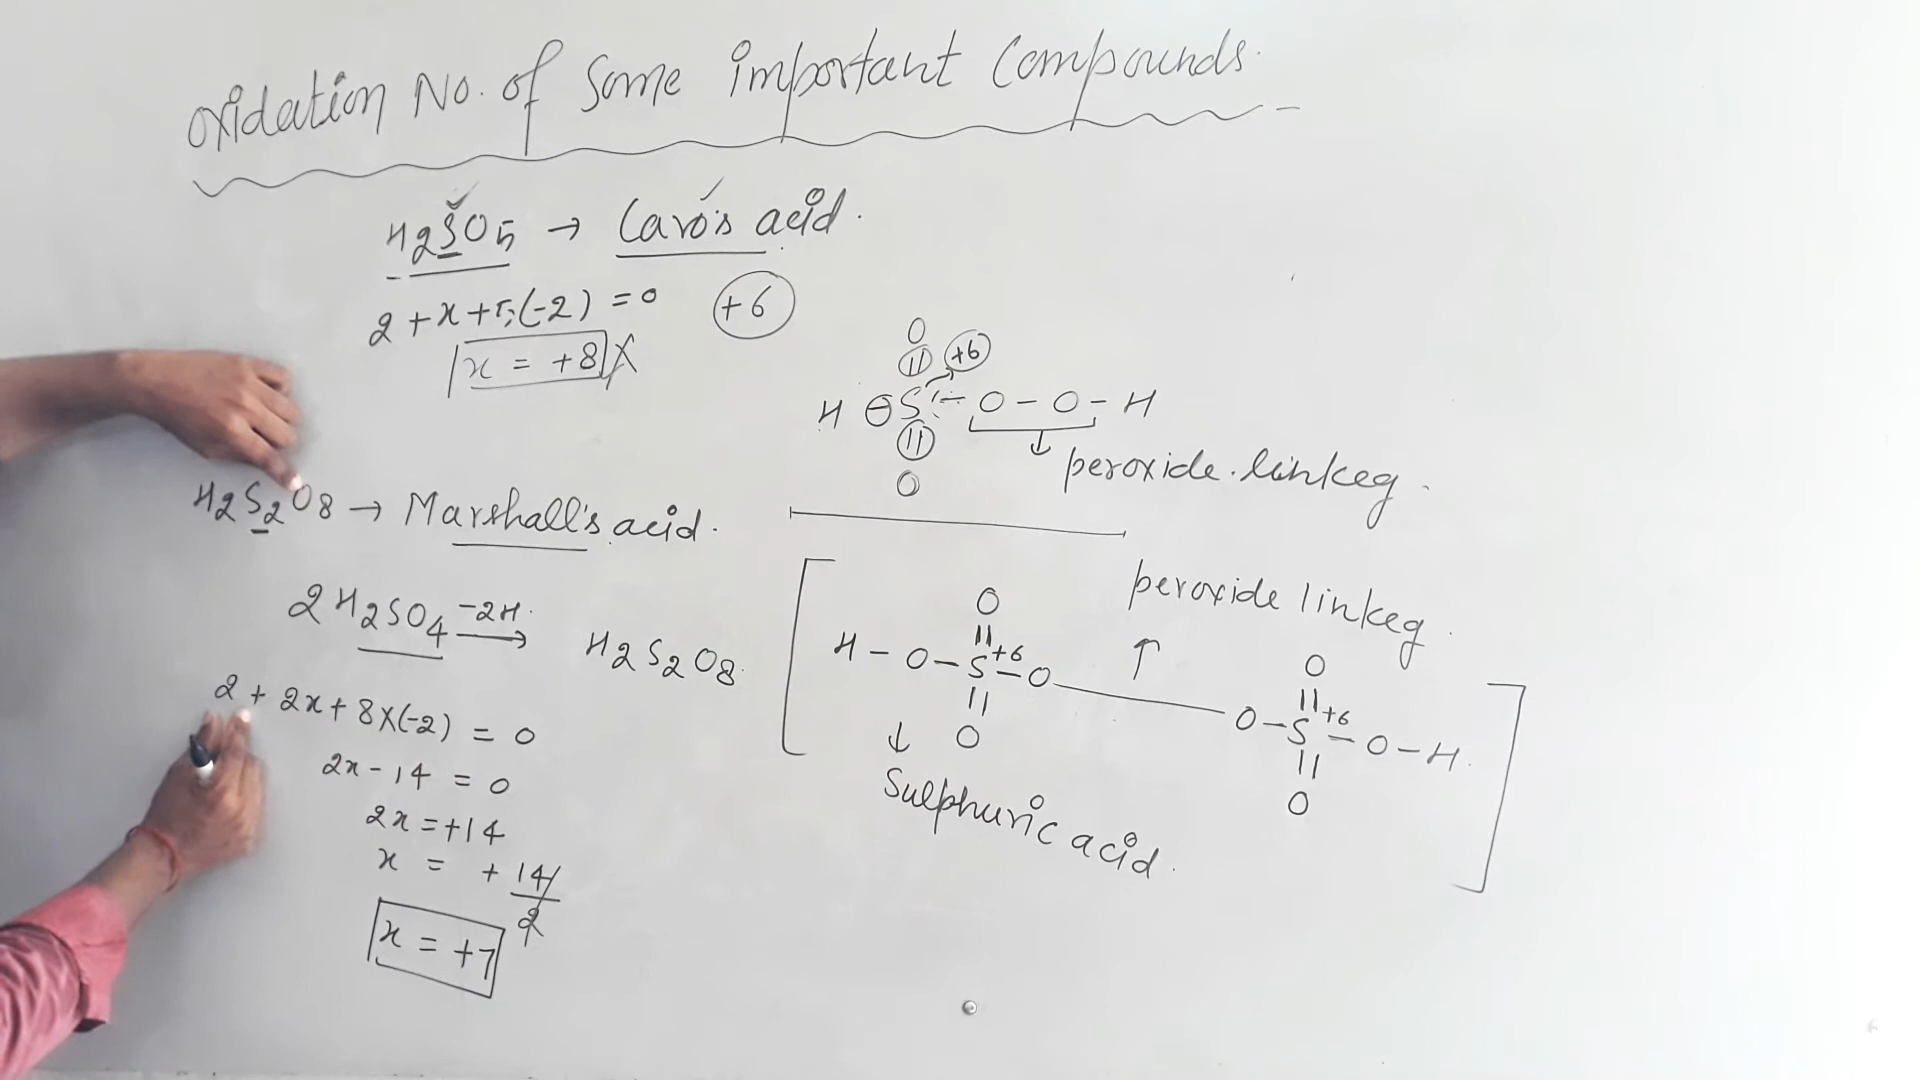 Oxidation No. of Some important Compounds.
H2SO5 → Caro's acid.
2 + x + 5(-2) = 0
+6
x = +8 X
O
|| +6
H O S - O - O - H
||
O
peroxide linkeg.
H2S2O8 → Marshall's acid.
2H2SO4 -2H → H2S2O8.
2 + 2x + 8x(-2) = 0
2x - 14 = 0
2x = +14
x = + 14/2
x = +7
peroxide linkeg.
O
||
H - O - S +6 - O
||
O
O
||
O - S +6 - O - H.
||
O
↓
Sulphuric acid.